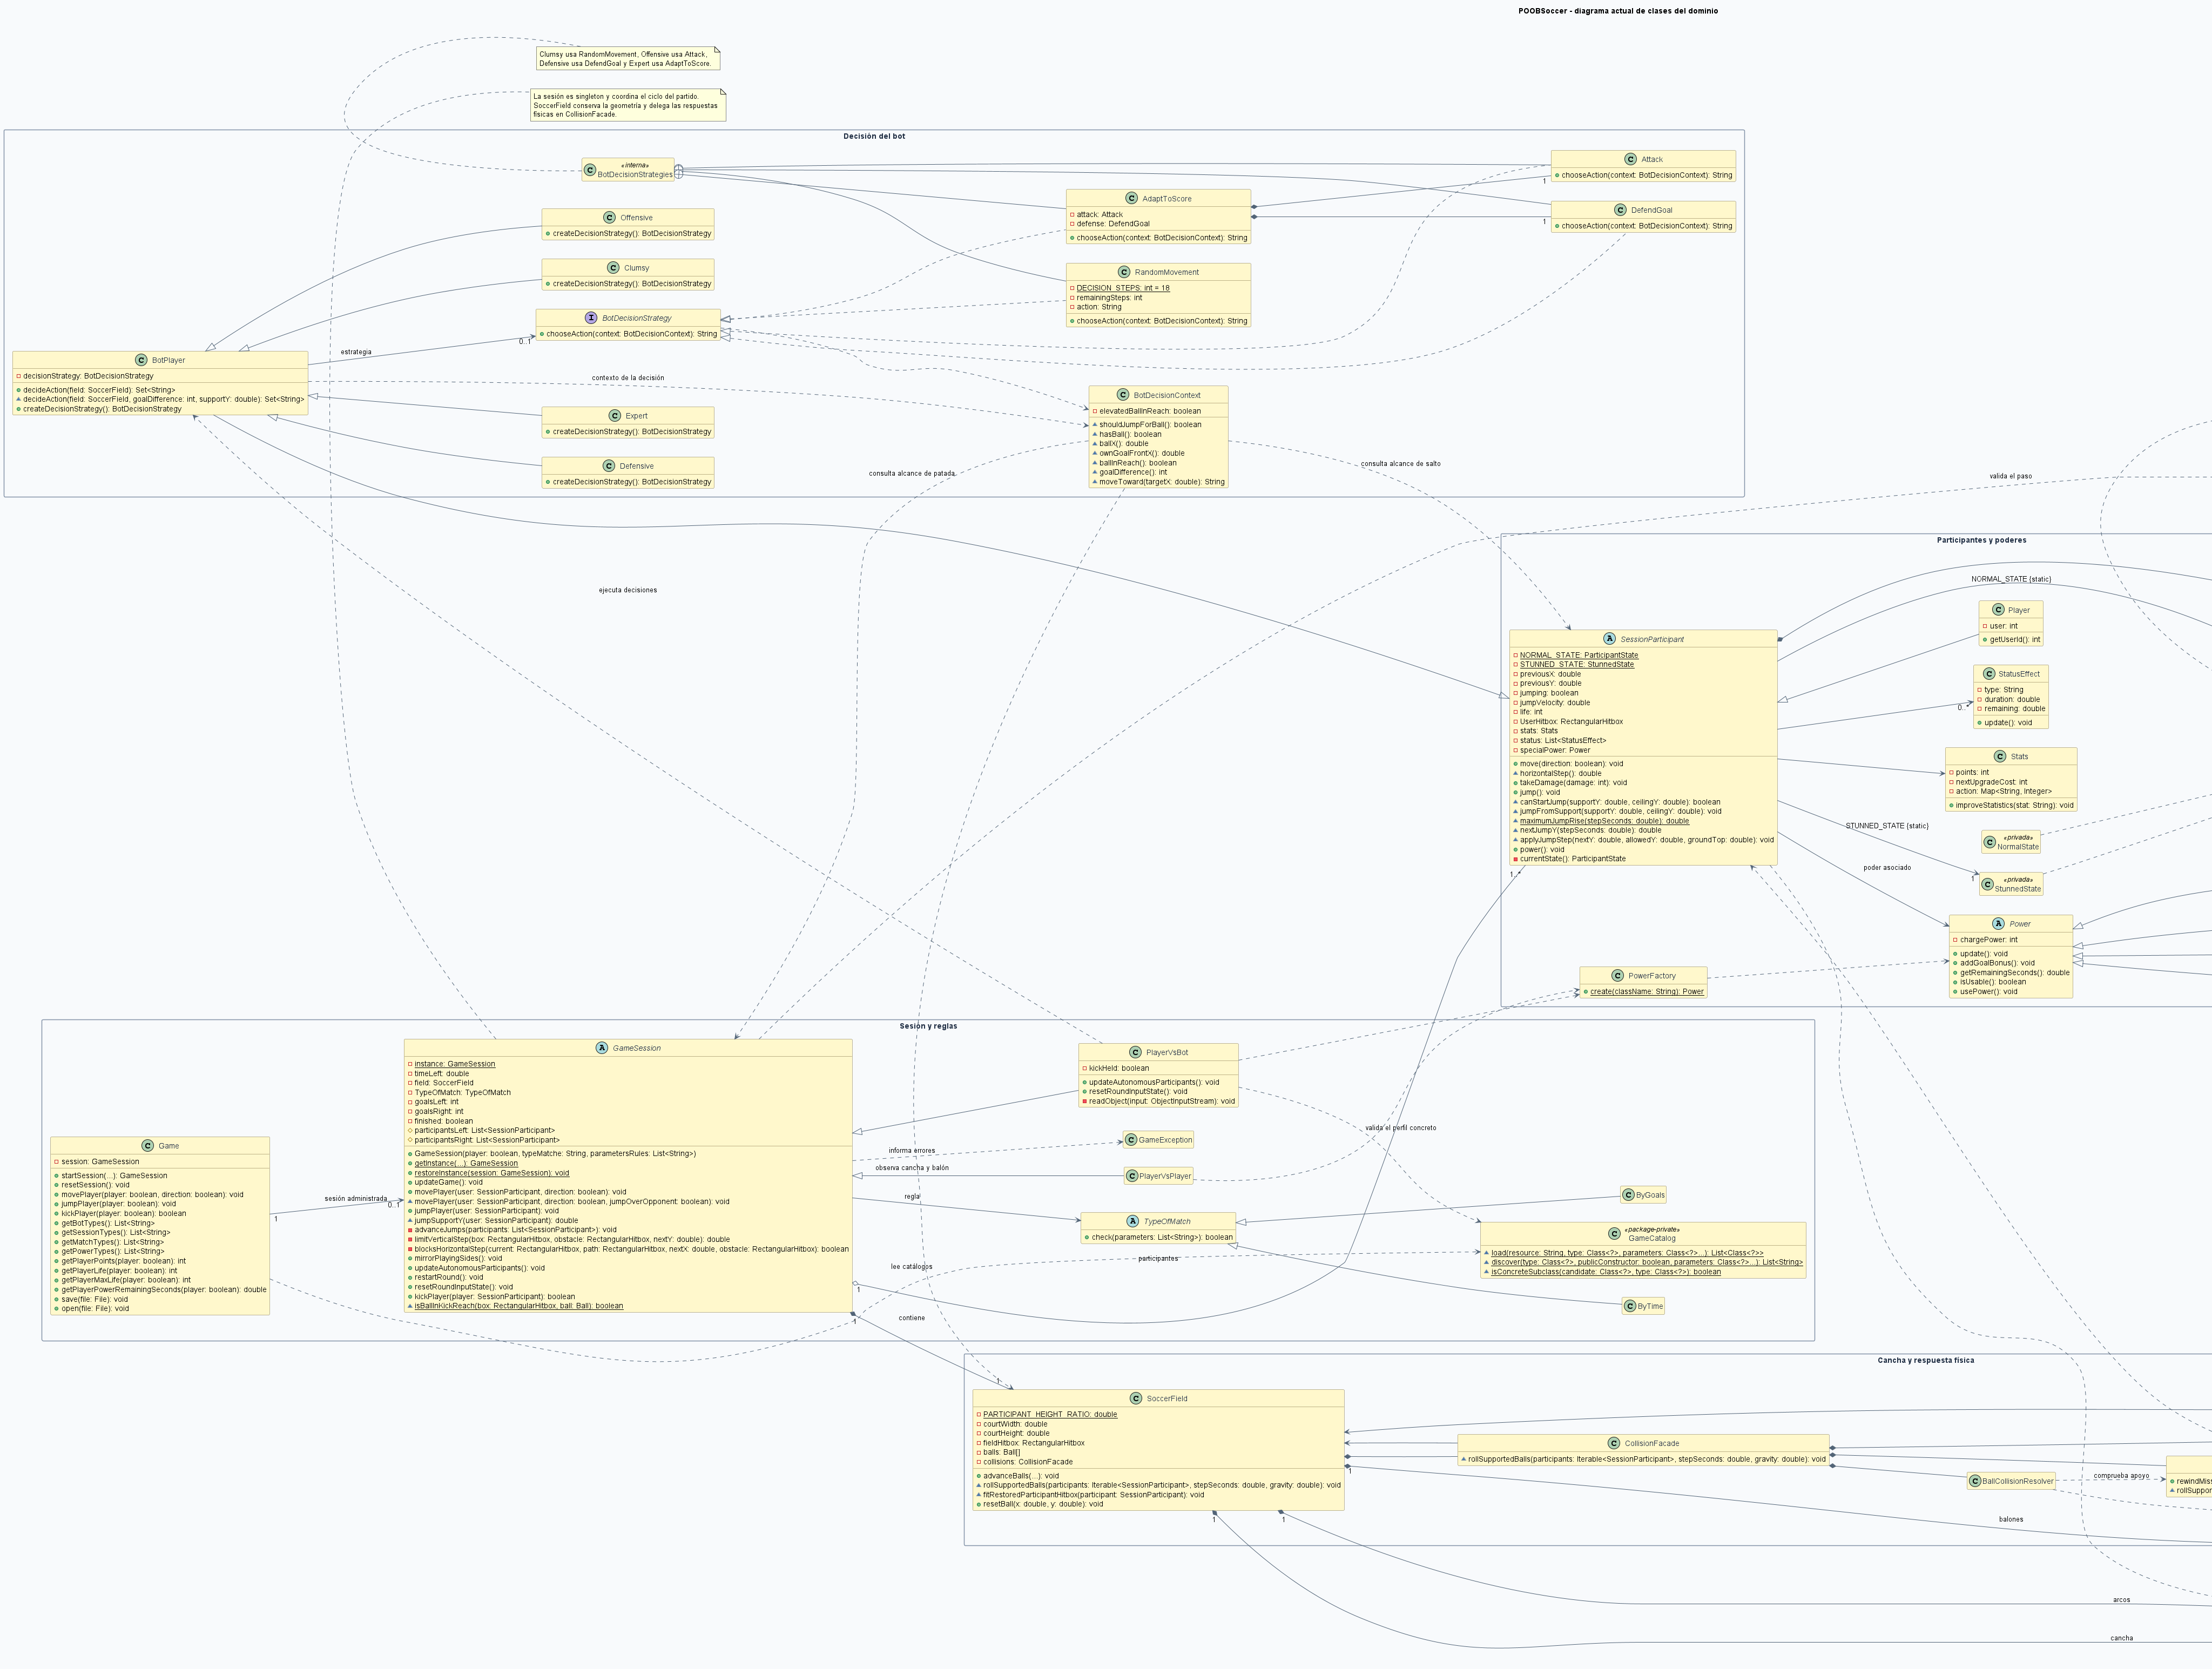 POOBSoccer - diagrama actual de clases del dominio
Clumsy usa RandomMovement, Offensive usa Attack,
Defensive usa DefendGoal y Expert usa AdaptToScore.
La sesión es singleton y coordina el ciclo del partido.
SoccerField conserva la geometría y delega las respuestas
físicas en CollisionFacade.
Decisión del bot
«interna»
BotDecisionStrategies
Attack
chooseAction(context: BotDecisionContext): String
AdaptToScore
attack: Attack
defense: DefendGoal
chooseAction(context: BotDecisionContext): String
DefendGoal
chooseAction(context: BotDecisionContext): String
1
1
Offensive
createDecisionStrategy(): BotDecisionStrategy
Clumsy
createDecisionStrategy(): BotDecisionStrategy
RandomMovement
DECISION_STEPS: int = 18
remainingSteps: int
action: String
chooseAction(context: BotDecisionContext): String
BotDecisionStrategy
chooseAction(context: BotDecisionContext): String
estrategia
0..1
BotPlayer
decisionStrategy: BotDecisionStrategy
decideAction(field: SoccerField): Set<String>
decideAction(field: SoccerField, goalDifference: int, supportY: double): Set<String>
createDecisionStrategy(): BotDecisionStrategy
contexto de la decisión
Expert
createDecisionStrategy(): BotDecisionStrategy
Defensive
createDecisionStrategy(): BotDecisionStrategy
BotDecisionContext
elevatedBallInReach: boolean
shouldJumpForBall(): boolean
hasBall(): boolean
ballX(): double
ownGoalFrontX(): double
ballInReach(): boolean
goalDifference(): int
moveToward(targetX: double): String
consulta alcance de patada
consulta alcance de salto
valida el paso
ejecuta decisiones
Participantes y poderes
NORMAL_STATE {static}
SessionParticipant
NORMAL_STATE: ParticipantState
STUNNED_STATE: StunnedState
previousX: double
previousY: double
jumping: boolean
jumpVelocity: double
life: int
UserHitbox: RectangularHitbox
stats: Stats
status: List<StatusEffect>
specialPower: Power
move(direction: boolean): void
horizontalStep(): double
takeDamage(damage: int): void
jump(): void
canStartJump(supportY: double, ceilingY: double): boolean
jumpFromSupport(supportY: double, ceilingY: double): void
maximumJumpRise(stepSeconds: double): double
nextJumpY(stepSeconds: double): double
applyJumpStep(nextY: double, allowedY: double, groundTop: double): void
power(): void
currentState(): ParticipantState
1..*
Player
user: int
getUserId(): int
StatusEffect
type: String
duration: double
remaining: double
update(): void
0..*
Stats
points: int
nextUpgradeCost: int
action: Map<String, Integer>
improveStatistics(stat: String): void
STUNNED_STATE {static}
«privada»
NormalState
1
«privada»
StunnedState
poder asociado
Power
chargePower: int
update(): void
addGoalBonus(): void
getRemainingSeconds(): double
isUsable(): boolean
usePower(): void
PowerFactory
create(className: String): Power
Sesión y reglas
GameSession
instance: GameSession
timeLeft: double
field: SoccerField
TypeOfMatch: TypeOfMatch
goalsLeft: int
goalsRight: int
finished: boolean
participantsLeft: List<SessionParticipant>
participantsRight: List<SessionParticipant>
GameSession(player: boolean, typeMatche: String, parametersRules: List<String>)
getInstance(...): GameSession
restoreInstance(session: GameSession): void
updateGame(): void
movePlayer(user: SessionParticipant, direction: boolean): void
movePlayer(user: SessionParticipant, direction: boolean, jumpOverOpponent: boolean): void
jumpPlayer(user: SessionParticipant): void
jumpSupportY(user: SessionParticipant): double
advanceJumps(participants: List<SessionParticipant>): void
limitVerticalStep(box: RectangularHitbox, obstacle: RectangularHitbox, nextY: double): double
blocksHorizontalStep(current: RectangularHitbox, path: RectangularHitbox, nextX: double, obstacle: RectangularHitbox): boolean
mirrorPlayingSides(): void
updateAutonomousParticipants(): void
restartRound(): void
resetRoundInputState(): void
kickPlayer(player: SessionParticipant): boolean
isBallInKickReach(box: RectangularHitbox, ball: Ball): boolean
Game
session: GameSession
startSession(...): GameSession
resetSession(): void
movePlayer(player: boolean, direction: boolean): void
jumpPlayer(player: boolean): void
kickPlayer(player: boolean): boolean
getBotTypes(): List<String>
getSessionTypes(): List<String>
getMatchTypes(): List<String>
getPowerTypes(): List<String>
getPlayerPoints(player: boolean): int
getPlayerLife(player: boolean): int
getPlayerMaxLife(player: boolean): int
getPlayerPowerRemainingSeconds(player: boolean): double
save(file: File): void
open(file: File): void
1
sesión administrada
0..1
PlayerVsBot
kickHeld: boolean
updateAutonomousParticipants(): void
resetRoundInputState(): void
readObject(input: ObjectInputStream): void
informa errores
GameException
observa cancha y balón
PlayerVsPlayer
valida el perfil concreto
regla
TypeOfMatch
check(parameters: List<String>): boolean
ByGoals
«package-private»
GameCatalog
load(resource: String, type: Class<?>, parameters: Class<?>...): List<Class<?>>
discover(type: Class<?>, publicConstructor: boolean, parameters: Class<?>...): List<String>
isConcreteSubclass(candidate: Class<?>, type: Class<?>): boolean
ByTime
lee catálogos
participantes
1
1
contiene
1
Cancha y respuesta física
SoccerField
PARTICIPANT_HEIGHT_RATIO: double
courtWidth: double
courtHeight: double
fieldHitbox: RectangularHitbox
balls: Ball[]
collisions: CollisionFacade
advanceBalls(...): void
rollSupportedBalls(participants: Iterable<SessionParticipant>, stepSeconds: double, gravity: double): void
fitRestoredParticipantHitbox(participant: SessionParticipant): void
resetBall(x: double, y: double): void
CollisionFacade
rollSupportedBalls(participants: Iterable<SessionParticipant>, stepSeconds: double, gravity: double): void
1
BallCollisionResolver
comprueba apoyo
rewindMiss
rollSuppor
1
1
balones
arcos
cancha